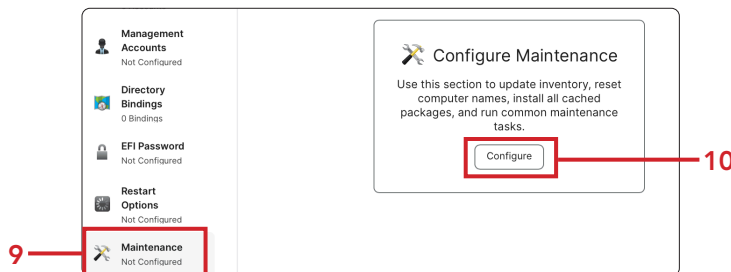 Management
Accounts
Not Configured
Directory
Bindings
0 Bindings
EFI Password
Not Configured
Restart
Options
Not Configured
9
Maintenance
Not Configured
Configure Maintenance
Use this section to update inventory, reset
computer names, install all cached
packages, and run common maintenance
tasks.
Configure
10